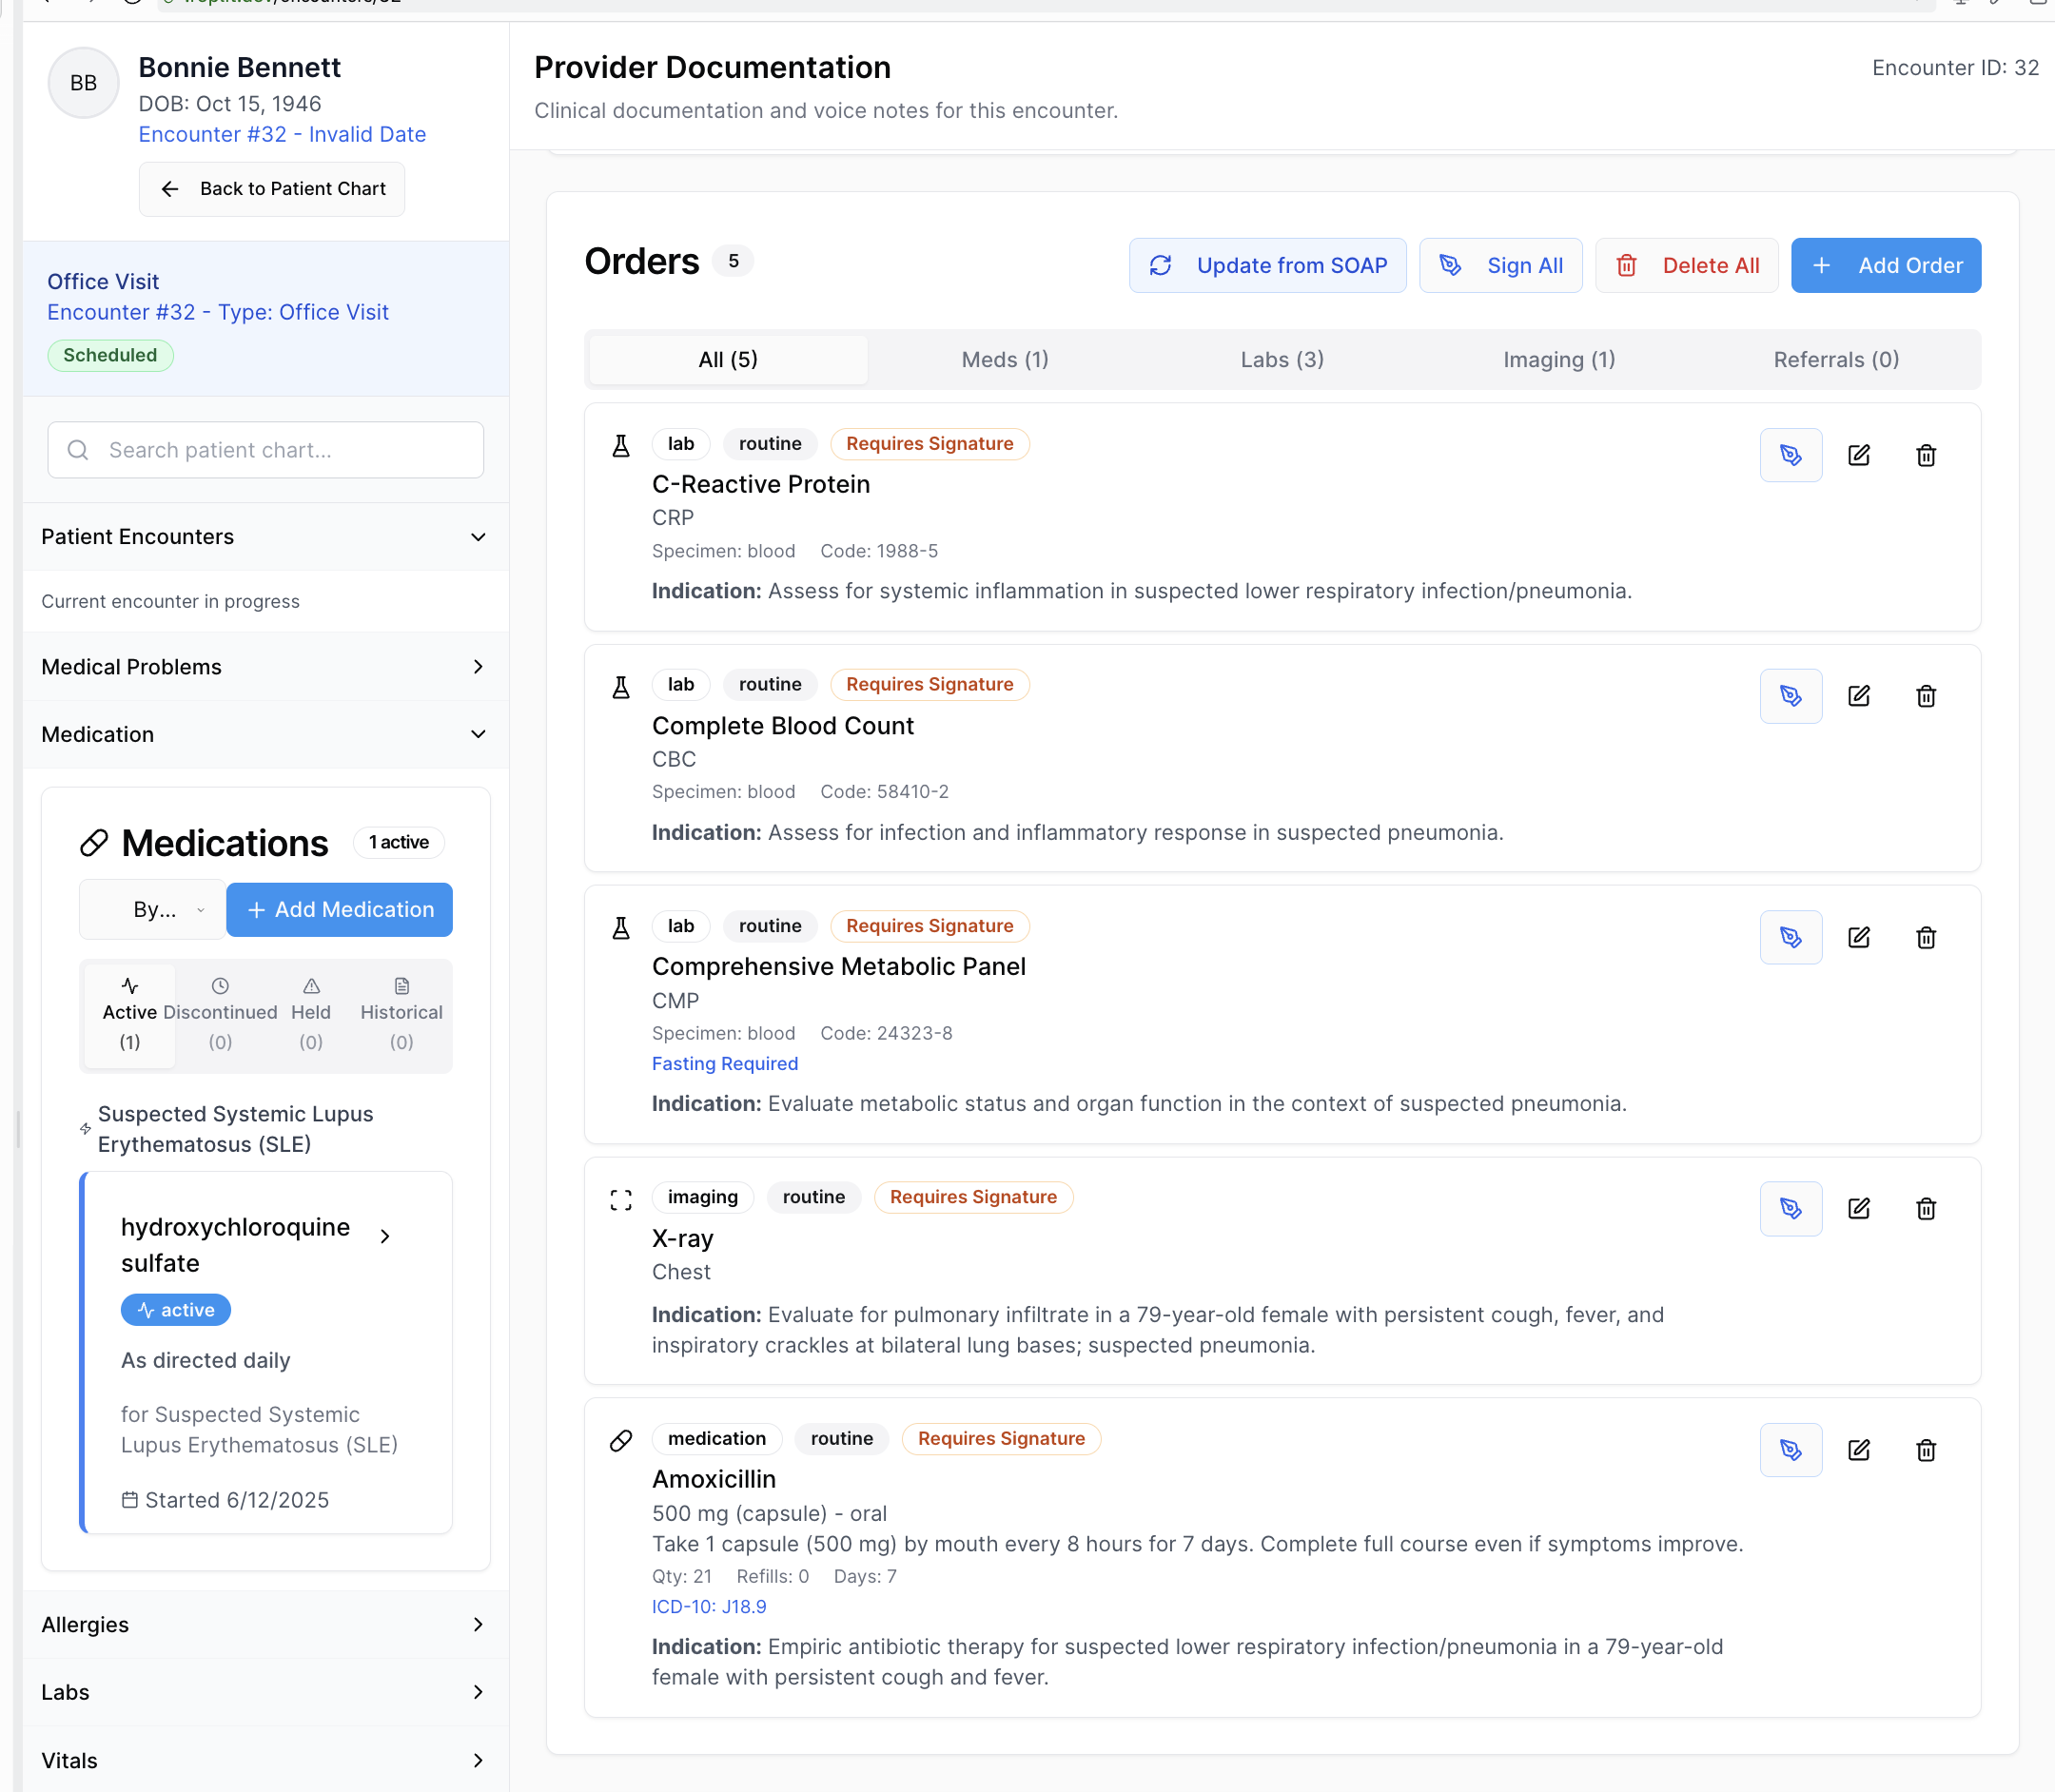 BB
Bonnie Bennett
DOB: Oct 15, 1946
Encounter #32 - Invalid Date
Back to Patient Chart
Office Visit
Encounter #32 - Type: Office Visit
Scheduled
Search patient chart...
Patient Encounters
Current encounter in progress
Medical Problems
Medication
Medications 1 active
By... + Add Medication
Active Discontinued Held Historical
(1) (0) (0) (0)
Suspected Systemic Lupus
Erythematosus (SLE)
hydroxychloroquine
sulfate
active
As directed daily
for Suspected Systemic
Lupus Erythematosus (SLE)
Started 6/12/2025
Allergies
Labs
Vitals
Provider Documentation
Encounter ID: 32
Clinical documentation and voice notes for this encounter.
Orders 5
Update from SOAP
Sign All
Delete All
+ Add Order
All (5) Meds (1) Labs (3) Imaging (1) Referrals (0)
lab routine Requires Signature
C-Reactive Protein
CRP
Specimen: blood Code: 1988-5
Indication: Assess for systemic inflammation in suspected lower respiratory infection/pneumonia.
lab routine Requires Signature
Complete Blood Count
CBC
Specimen: blood Code: 58410-2
Indication: Assess for infection and inflammatory response in suspected pneumonia.
lab routine Requires Signature
Comprehensive Metabolic Panel
CMP
Specimen: blood Code: 24323-8
Fasting Required
Indication: Evaluate metabolic status and organ function in the context of suspected pneumonia.
imaging routine Requires Signature
X-ray
Chest
Indication: Evaluate for pulmonary infiltrate in a 79-year-old female with persistent cough, fever, and
inspiratory crackles at bilateral lung bases; suspected pneumonia.
medication routine Requires Signature
Amoxicillin
500 mg (capsule) - oral
Take 1 capsule (500 mg) by mouth every 8 hours for 7 days. Complete full course even if symptoms improve.
Qty: 21 Refills: 0 Days: 7
ICD-10: J18.9
Indication: Empiric antibiotic therapy for suspected lower respiratory infection/pneumonia in a 79-year-old
female with persistent cough and fever.